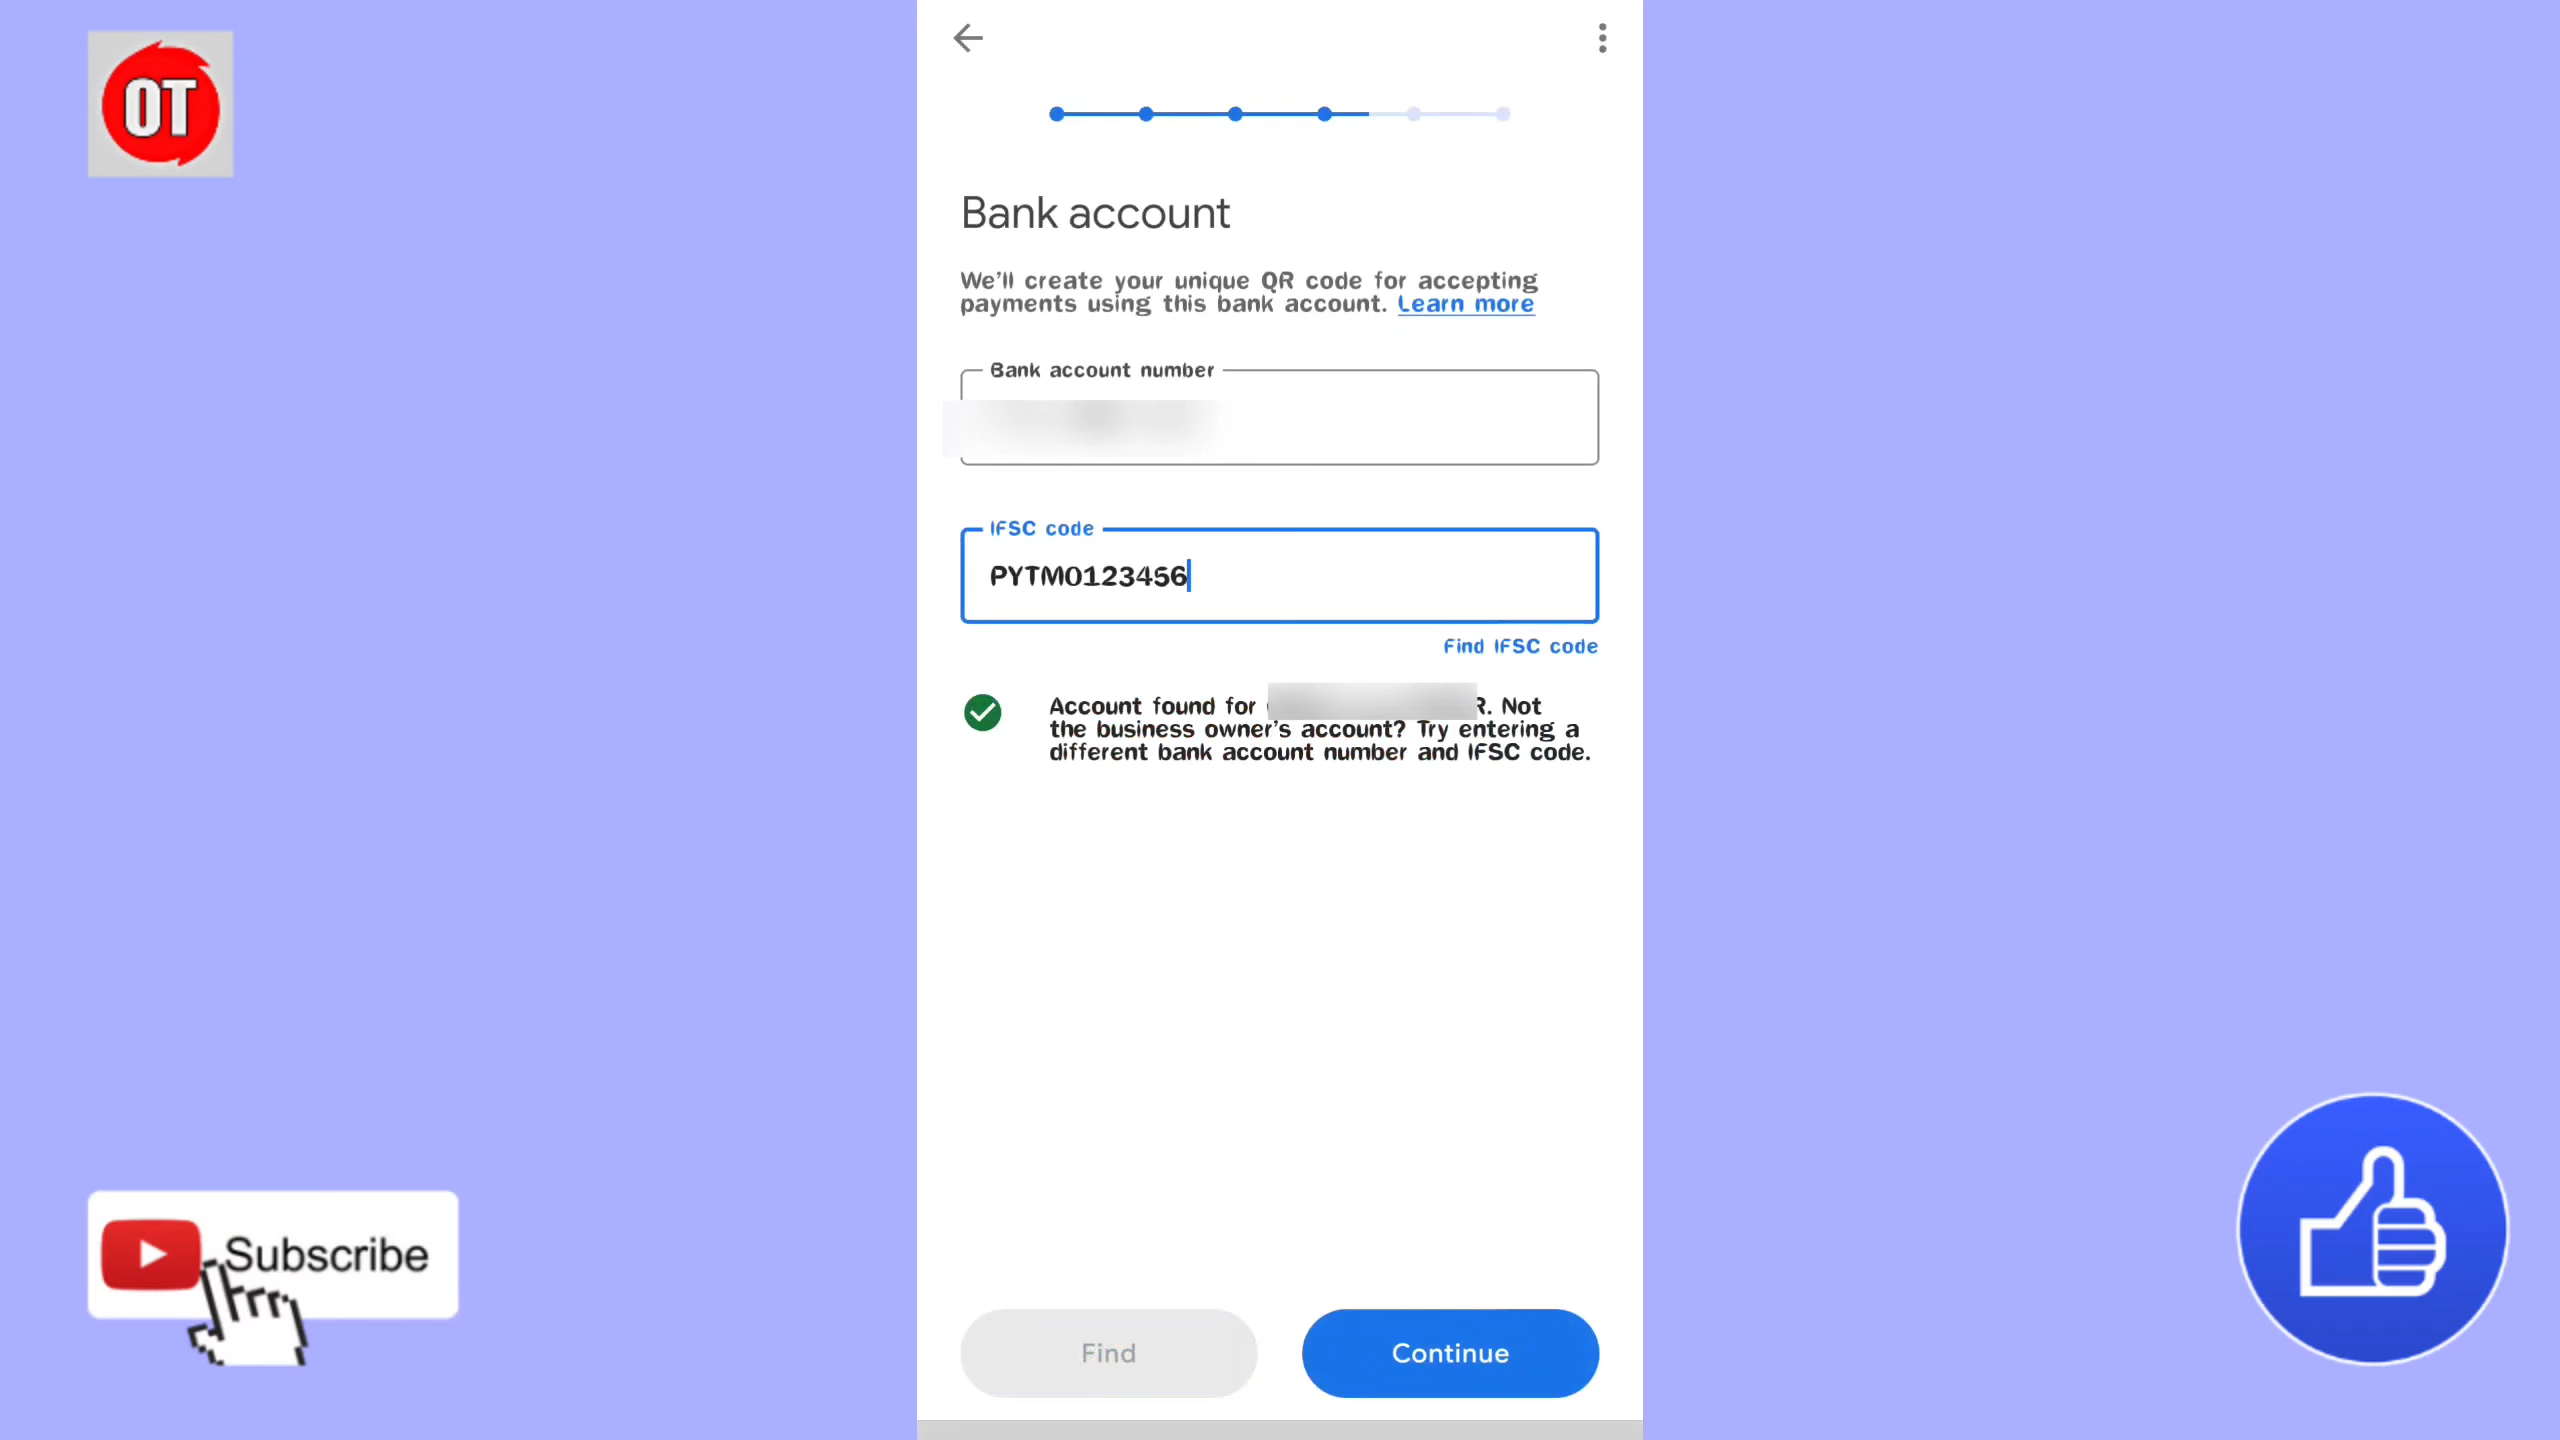 OT
Bank account
We'll create your unique QR code for accepting
payments using this bank account. Learn more
Bank account number
IFSC code
PYTM0123456
Find IFSC code
Account found for R. Not
the business owner's account? Try entering a
different bank account number and IFSC code.
Subscribe
Find
Continue